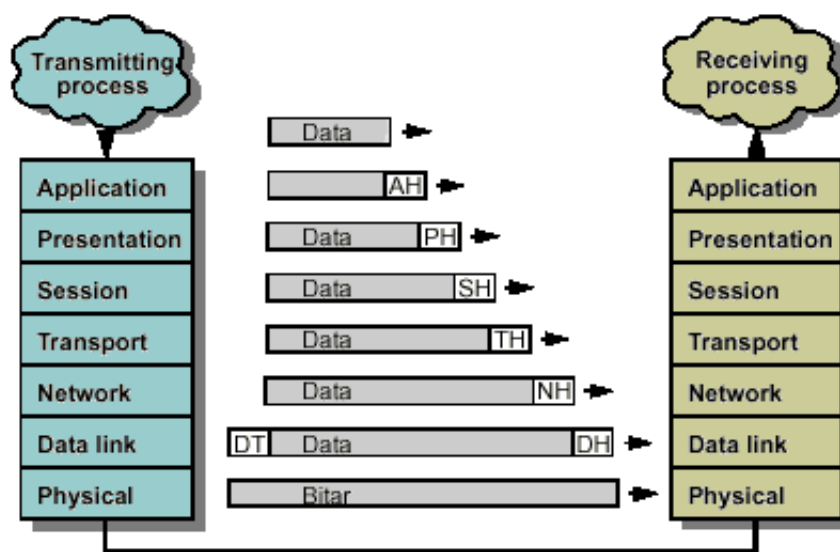 Transmitting
process
Receiving
process
Data
Application
AH
Application
Presentation
Data
PH
Presentation
Session
Data
SH
Session
Transport
Data
TH
Transport
Network
Data
NH
Network
Data link
DT
Data
DH
Data link
Physical
Bitar
Physical